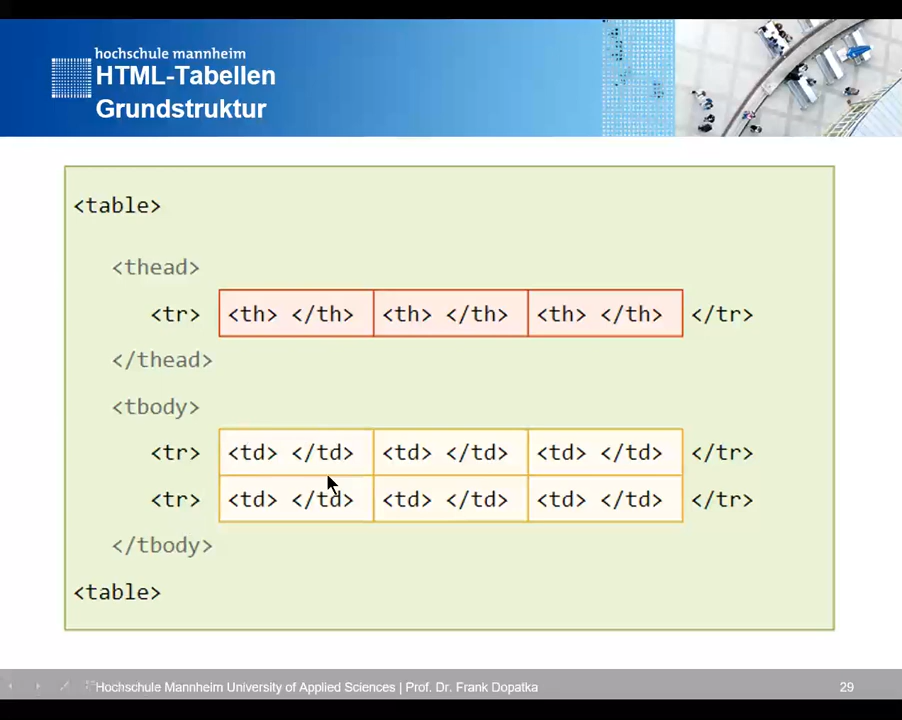 hochschule mannheim
HTML-Tabellen
Grundstruktur
<table>
<thead>
<tr> <th> </th> <th> </th> <th> </th> </tr>
</thead>
<tbody>
<tr> <td> </td> <td> </td> <td> </td> </tr>
<tr> <td> </td> <td> </td> <td> </td> </tr>
</tbody>
<table>
Hochschule Mannheim University of Applied Sciences | Prof. Dr. Frank Dopatka 29